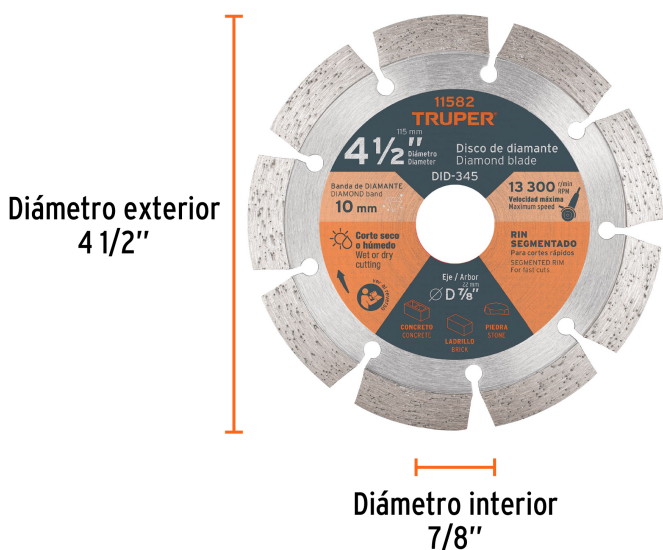 Diámetro exterior
4 1/2”
11582
TRUPER
115 mm
4 1/2”
Diámetro
Diameter
Disco de diamante
Diamond blade
DID-345
Banda de DIAMANTE
DIAMOND band
10 mm
13 300 r/min
RPM
Velocidad máxima
Maximum speed
Corte seco
o húmedo
Wet or dry
cutting
RIN
SEGMENTADO
Para cortes rápidos
SEGMENTED RIM
For fast cuts
Eje / Arbor
22 mm
Ø D 7/8”
CONCRETO
CONCRETE
LADRILLO
BRICK
PIEDRA
STONE
Diámetro interior
7/8”